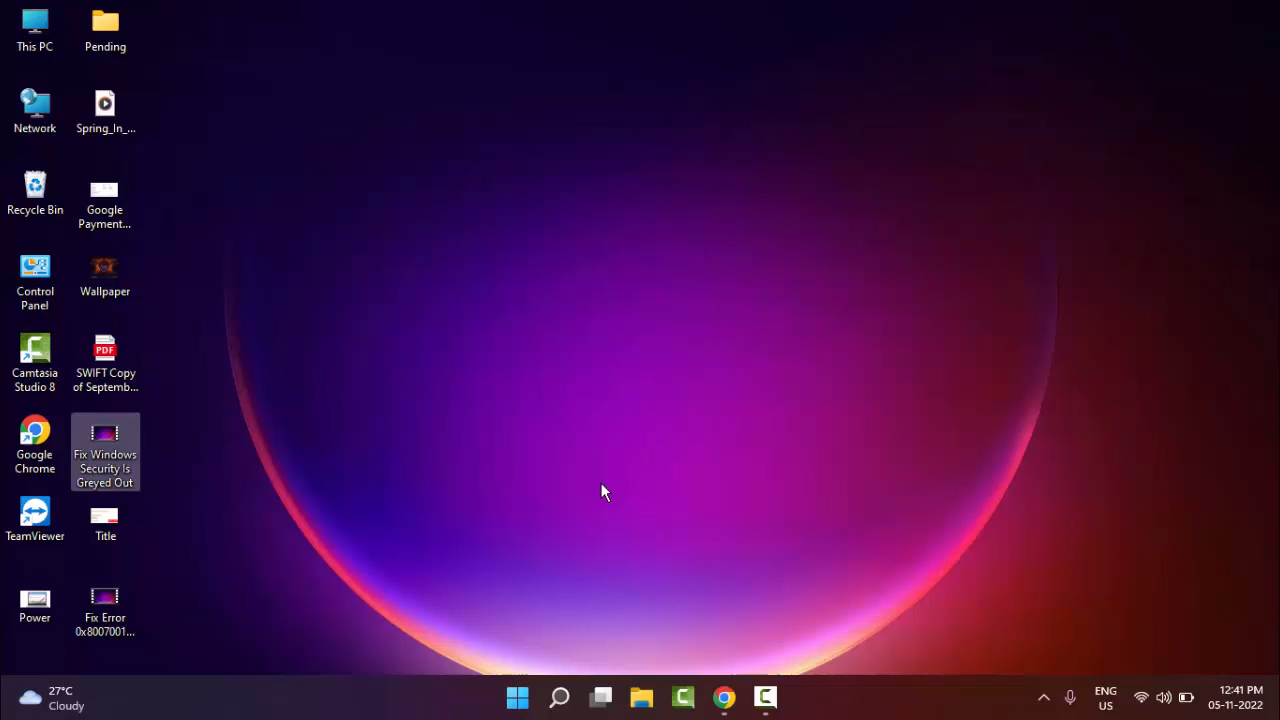 This PC
Pending
Network
Spring_In_...
Recycle Bin
Google
Payment...
Control
Panel
Wallpaper
Camtasia
Studio 8
PDF
SWIFT Copy
of Septemb...
Google
Chrome
Fix Windows
Security Is
Greyed Out
TeamViewer
Title
Power
Fix Error
0x8007001...
27°C
Cloudy
ENG
US
12:41 PM
05-11-2022